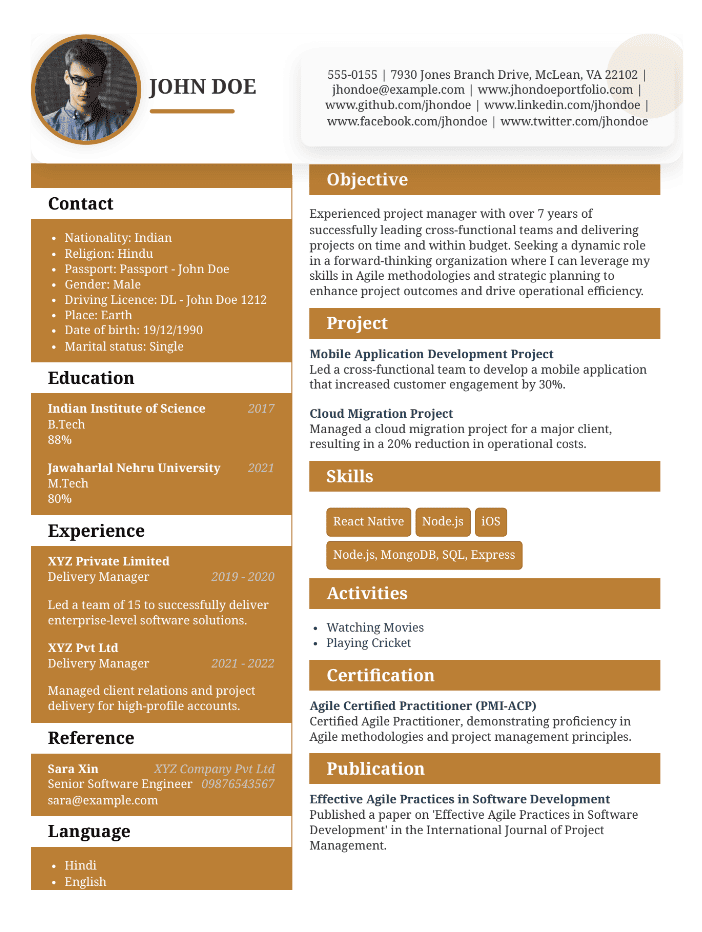 JOHN DOE
555-0155 | 7930 Jones Branch Drive, McLean, VA 22102 |
jhondoe@example.com | www.jhondoeportfolio.com |
www.github.com/jhondoe | www.linkedin.com/jhondoe |
www.facebook.com/jhondoe | www.twitter.com/jhondoe
Contact
• Nationality: Indian
• Religion: Hindu
• Passport: Passport - John Doe
• Gender: Male
• Driving Licence: DL - John Doe 1212
• Place: Earth
• Date of birth: 19/12/1990
• Marital status: Single
Education
Indian Institute of Science 2017
B.Tech
88%
Jawaharlal Nehru University 2021
M.Tech
80%
Experience
XYZ Private Limited
Delivery Manager 2019 - 2020
Led a team of 15 to successfully deliver
enterprise-level software solutions.
XYZ Pvt Ltd
Delivery Manager 2021 - 2022
Managed client relations and project
delivery for high-profile accounts.
Reference
Sara Xin XYZ Company Pvt Ltd
Senior Software Engineer 09876543567
sara@example.com
Language
• Hindi
• English
Objective
Experienced project manager with over 7 years of
successfully leading cross-functional teams and delivering
projects on time and within budget. Seeking a dynamic role
in a forward-thinking organization where I can leverage my
skills in Agile methodologies and strategic planning to
enhance project outcomes and drive operational efficiency.
Project
Mobile Application Development Project
Led a cross-functional team to develop a mobile application
that increased customer engagement by 30%.
Cloud Migration Project
Managed a cloud migration project for a major client,
resulting in a 20% reduction in operational costs.
Skills
React Native Node.js iOS
Node.js, MongoDB, SQL, Express
Activities
• Watching Movies
• Playing Cricket
Certification
Agile Certified Practitioner (PMI-ACP)
Certified Agile Practitioner, demonstrating proficiency in
Agile methodologies and project management principles.
Publication
Effective Agile Practices in Software Development
Published a paper on 'Effective Agile Practices in Software
Development' in the International Journal of Project
Management.